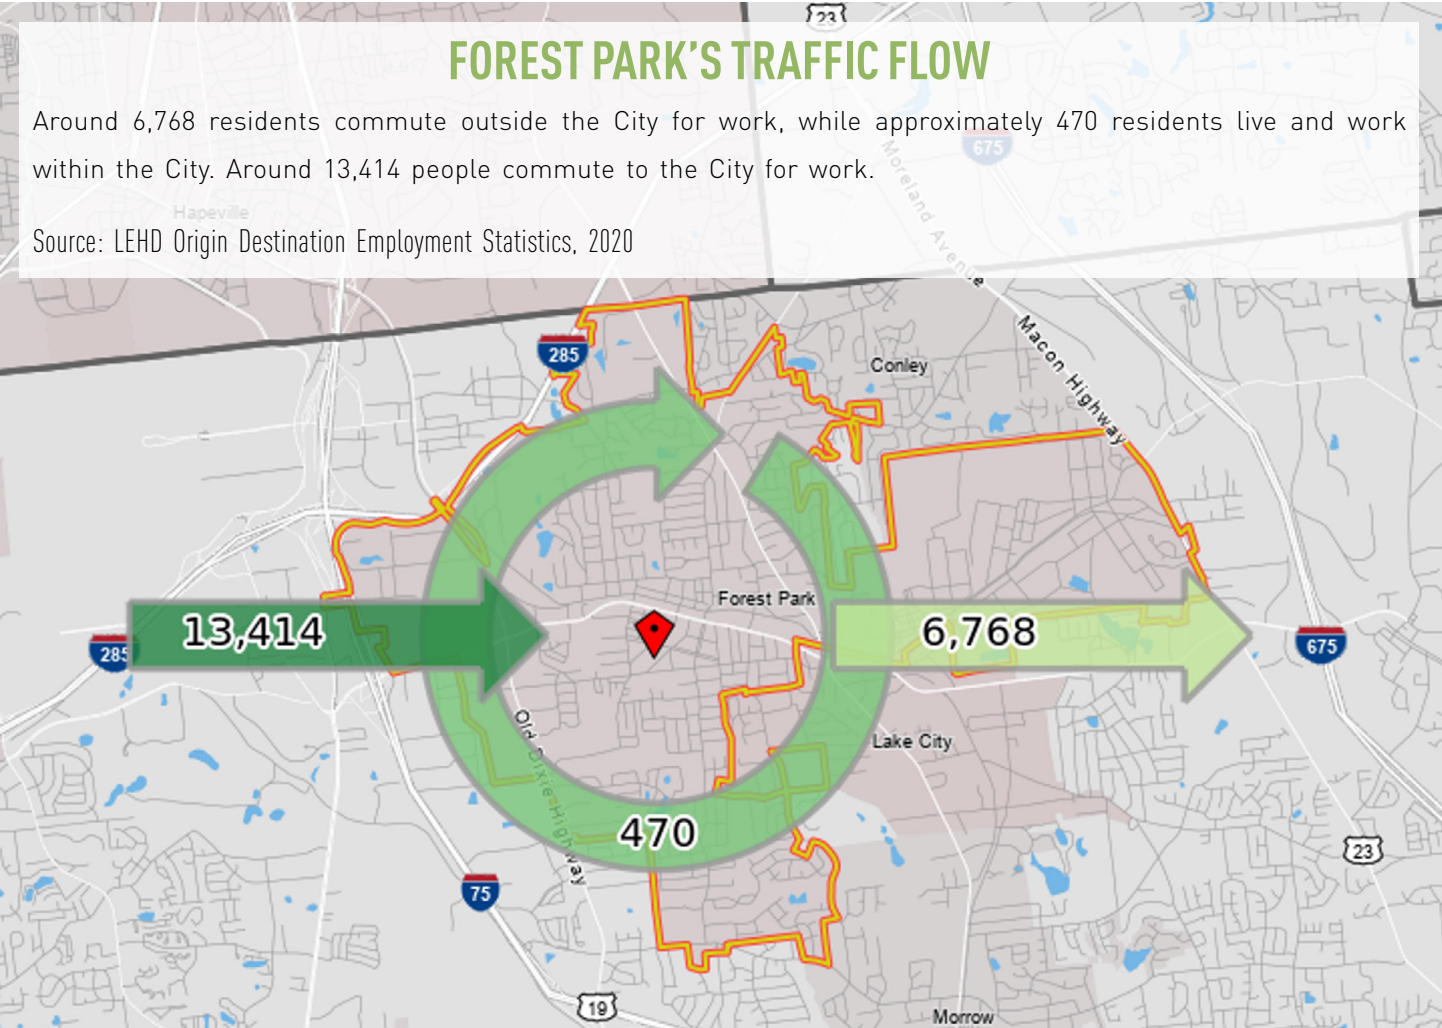 23
FOREST PARK'S TRAFFIC FLOW
Around 6,768 residents commute outside the City for work, while approximately 470 residents live and work
within the City. Around 13,414 people commute to the City for work.
675
Moreland Avenue
Hapeville
Source: LEHD Origin Destination Employment Statistics, 2020
Macon Highway
285
Conley
Forest Park
13,414
6,768
285
675
Old Dixie Highway
Lake City
470
23
75
19
Morrow